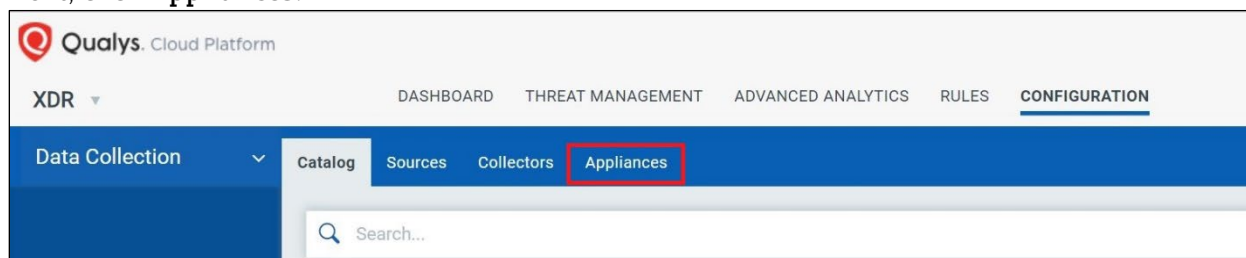 Qualys. Cloud Platform
XDR DASHBOARD THREAT MANAGEMENT ADVANCED ANALYTICS RULES CONFIGURATION
Data Collection Catalog Sources Collectors Appliances
Search...